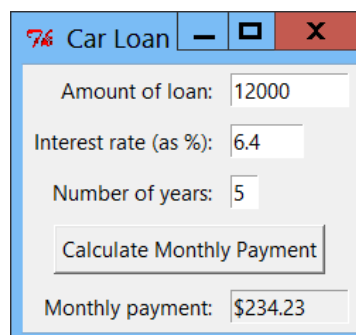 Car Loan
Amount of loan: 12000
Interest rate (as %): 6.4
Number of years: 5
Calculate Monthly Payment
Monthly payment: $234.23